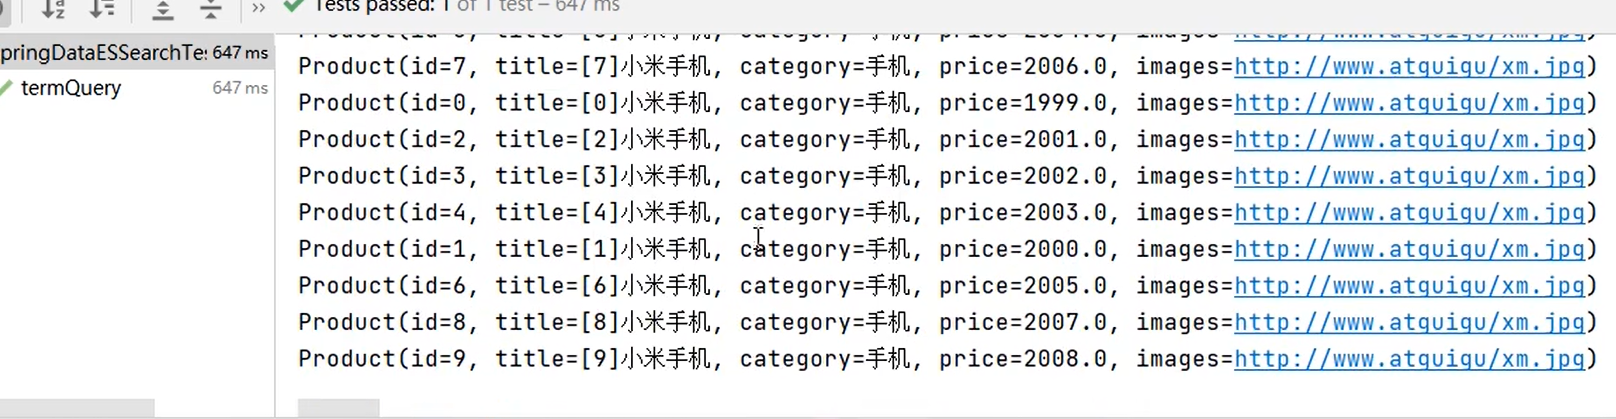 Tests passed: 1 of 1 test – 647 ms
pringDataESSearchTe: 647 ms
termQuery 647 ms
Product(id=7, title=[7]小米手机, category=手机, price=2006.0, images=http://www.atguigu/xm.jpg)
Product(id=0, title=[0]小米手机, category=手机, price=1999.0, images=http://www.atguigu/xm.jpg)
Product(id=2, title=[2]小米手机, category=手机, price=2001.0, images=http://www.atguigu/xm.jpg)
Product(id=3, title=[3]小米手机, category=手机, price=2002.0, images=http://www.atguigu/xm.jpg)
Product(id=4, title=[4]小米手机, category=手机, price=2003.0, images=http://www.atguigu/xm.jpg)
Product(id=1, title=[1]小米手机, category=手机, price=2000.0, images=http://www.atguigu/xm.jpg)
Product(id=6, title=[6]小米手机, category=手机, price=2005.0, images=http://www.atguigu/xm.jpg)
Product(id=8, title=[8]小米手机, category=手机, price=2007.0, images=http://www.atguigu/xm.jpg)
Product(id=9, title=[9]小米手机, category=手机, price=2008.0, images=http://www.atguigu/xm.jpg)